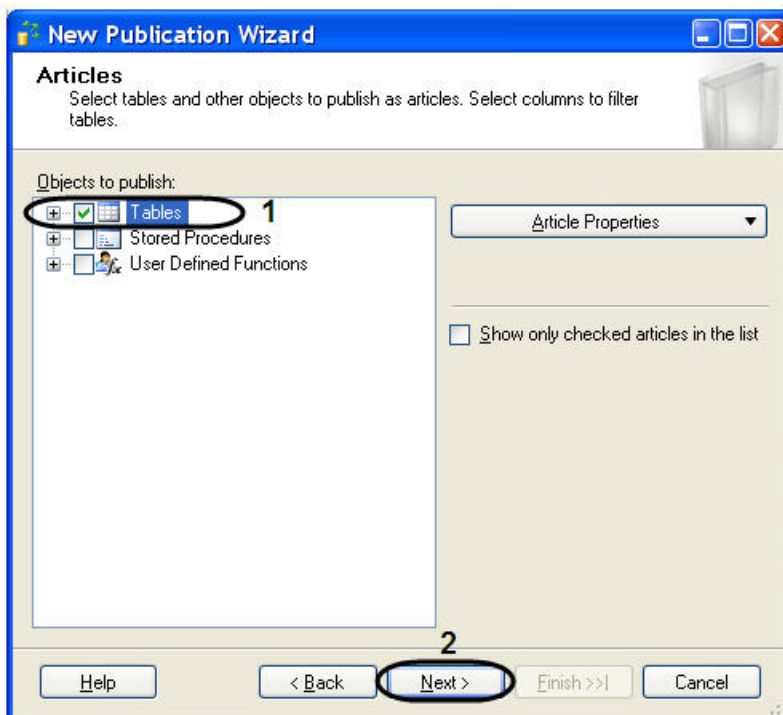 New Publication Wizard
Articles
Select tables and other objects to publish as articles. Select columns to filter
tables.
Objects to publish:
Tables
1
Stored Procedures
User Defined Functions
Article Properties
Show only checked articles in the list
2
Help
< Back
Next >
Finish >>|
Cancel